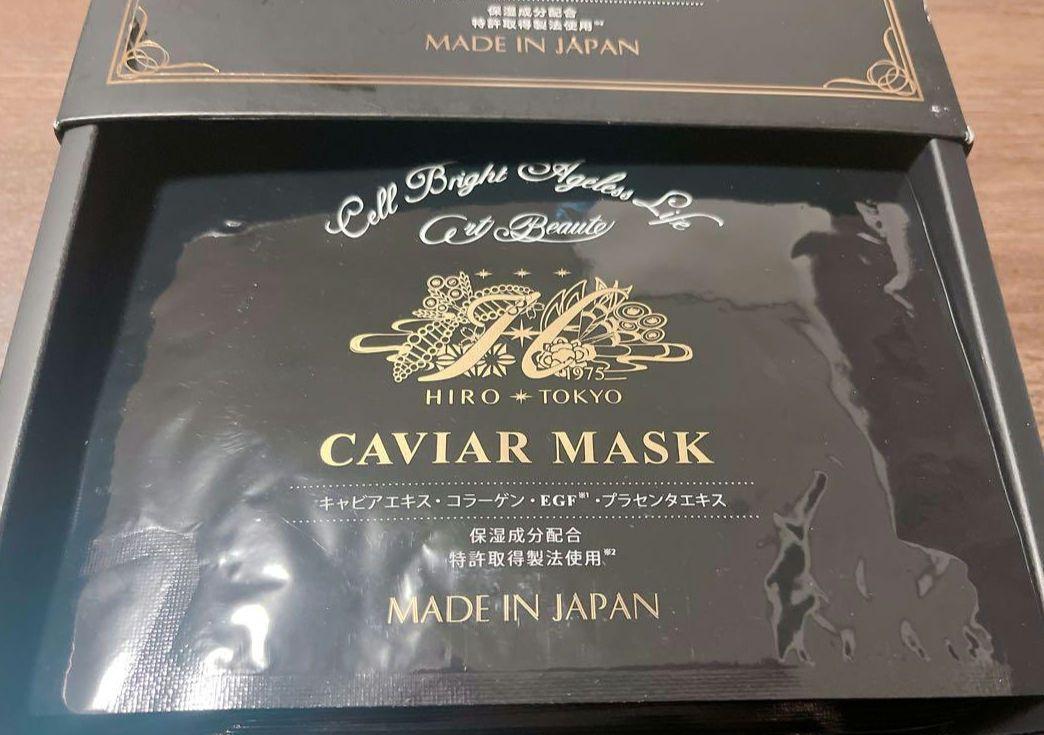 保湿成分配合
特許取得製法使用※²
MADE IN JAPAN
Cell Bright Ageless Life
Art Beaute
H
1975
HIRO TOKYO
CAVIAR MASK
キャビアエキス・コラーゲン・EGF※¹・プラセンタエキス
保湿成分配合
特許取得製法使用※²
MADE IN JAPAN